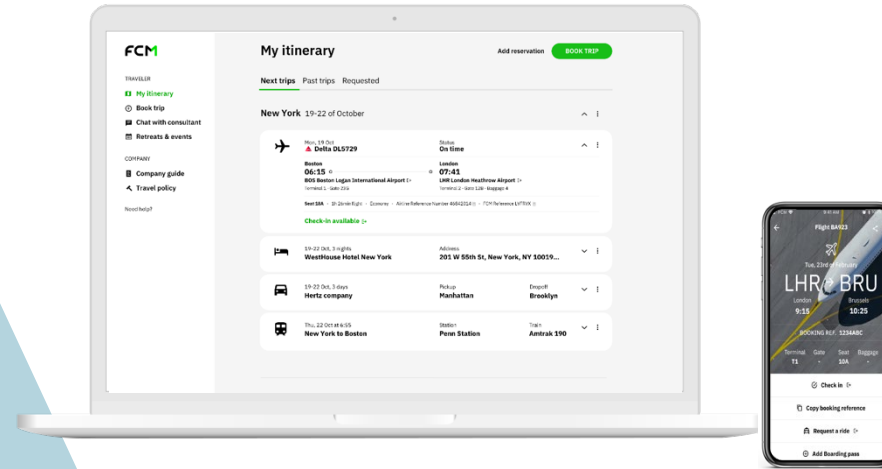 FCM
My itinerary
Add reservation
BOOK TRIP
TRAVELER
My itinerary
Book trip
Chat with consultant
Retreats & events
COMPANY
Company guide
Travel policy
Need help?
Next trips Past trips Requested
New York 19-22 of October
Mon, 19 Oct
Delta DL5729
Status
On time
Boston
06:15
BOS Boston Logan International Airport
London
07:41
LHR London Heathrow Airport
Check-in available
19-22 Oct, 3 nights
WestHouse Hotel New York
Address
201 W 55th St, New York, NY 10019...
19-22 Oct, 3 days
Hertz company
Pickup
Manhattan
Dropoff
Brooklyn
Thu, 22 Oct at 6:55
New York to Boston
Station
Penn Station
Train
Amtrak 190
Flight BA923
LHR BRU
London Brussels
9:15 10:25
BOOKING REF. 1234ABC
Terminal Gate Seat Baggage
T1 - 10A -
Check in
Copy booking reference
Request a ride
Add Boarding pass